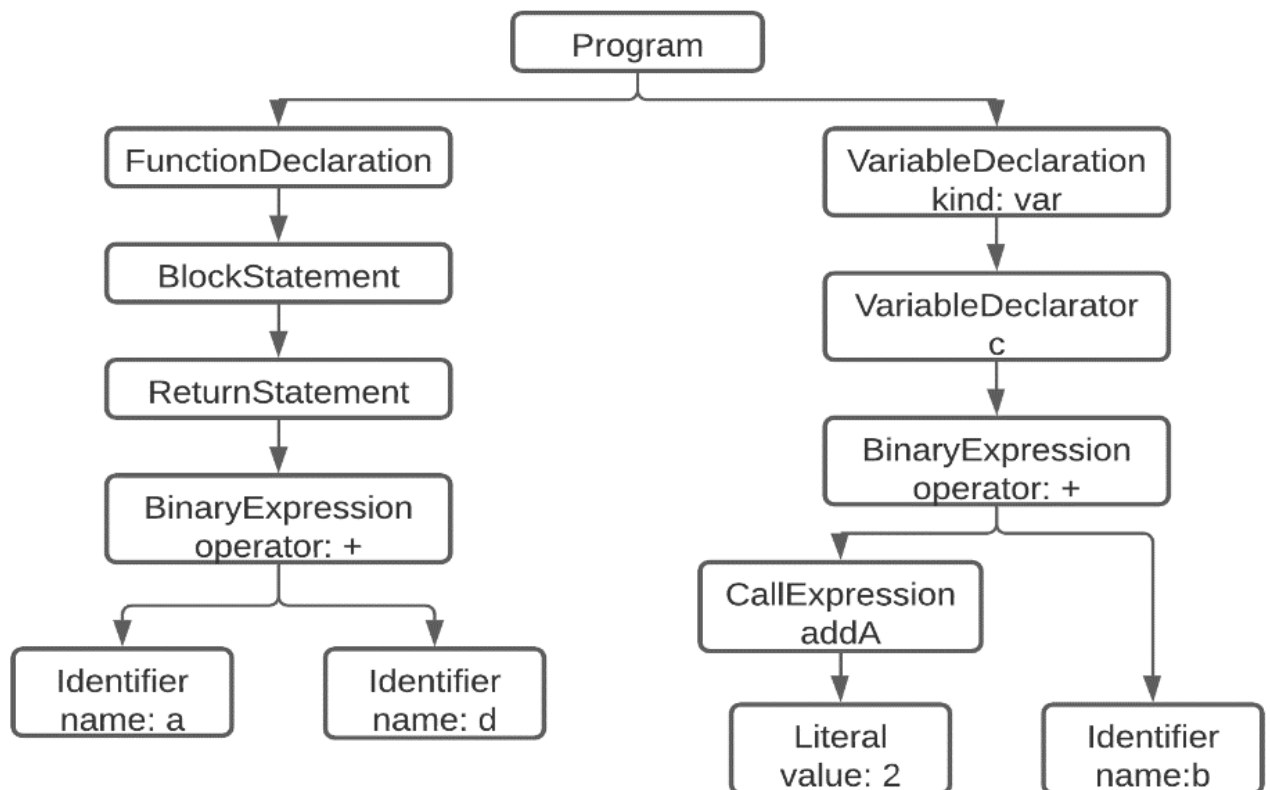 Program
FunctionDeclaration
VariableDeclaration
kind: var
BlockStatement
VariableDeclarator
c
ReturnStatement
BinaryExpression
operator: +
BinaryExpression
operator: +
CallExpression
addA
Identifier
name: a
Identifier
name: d
Literal
value: 2
Identifier
name:b